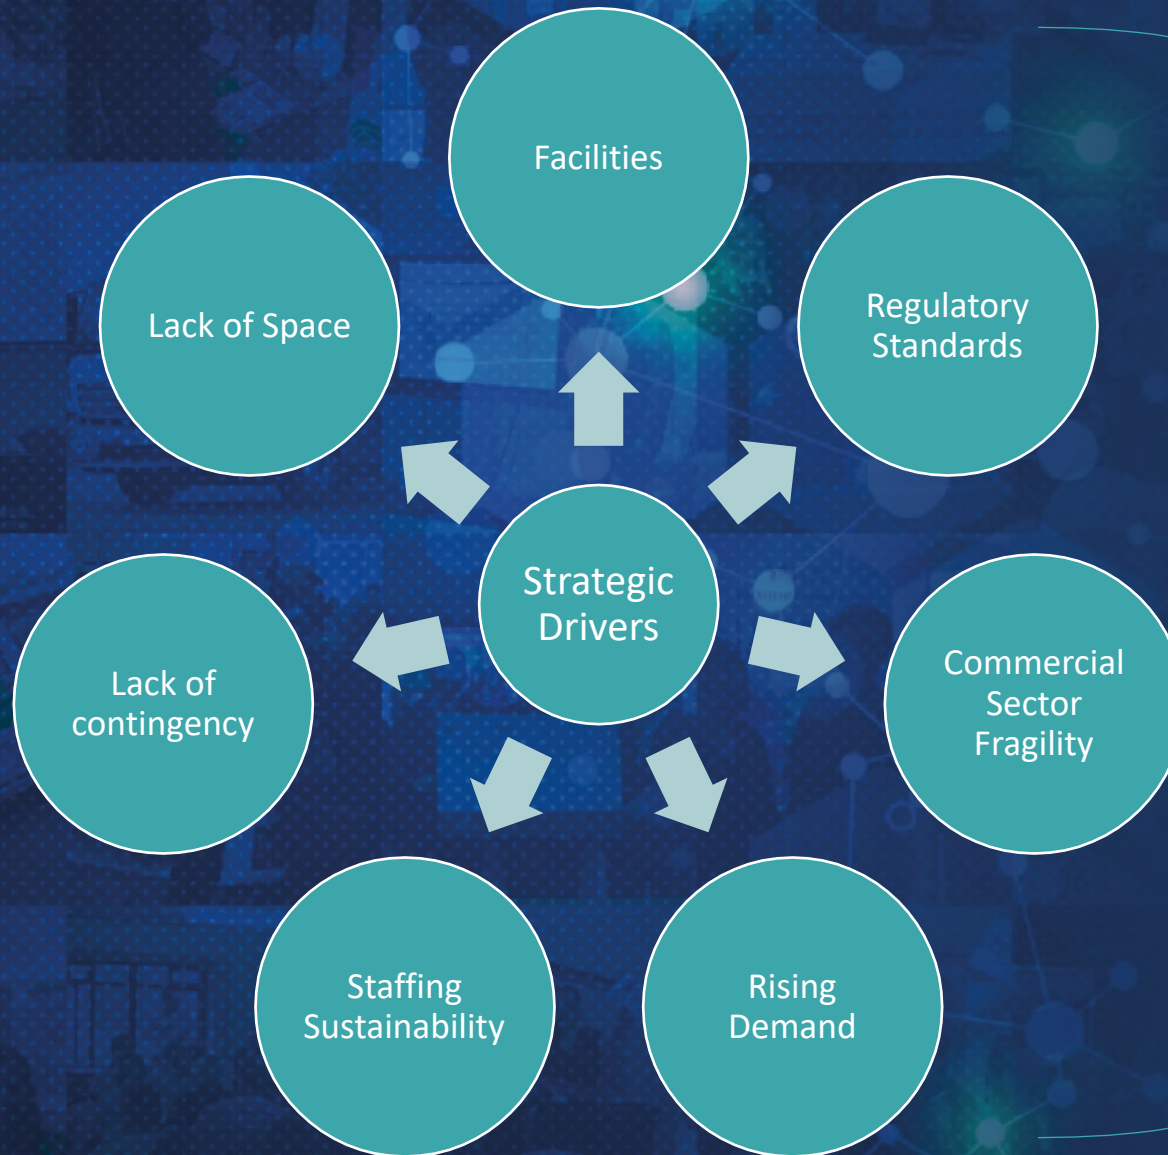 Facilities
Regulatory
Standards
Commercial
Sector
Fragility
Rising
Demand
Staffing
Sustainability
Lack of
contingency
Lack of Space
Strategic
Drivers